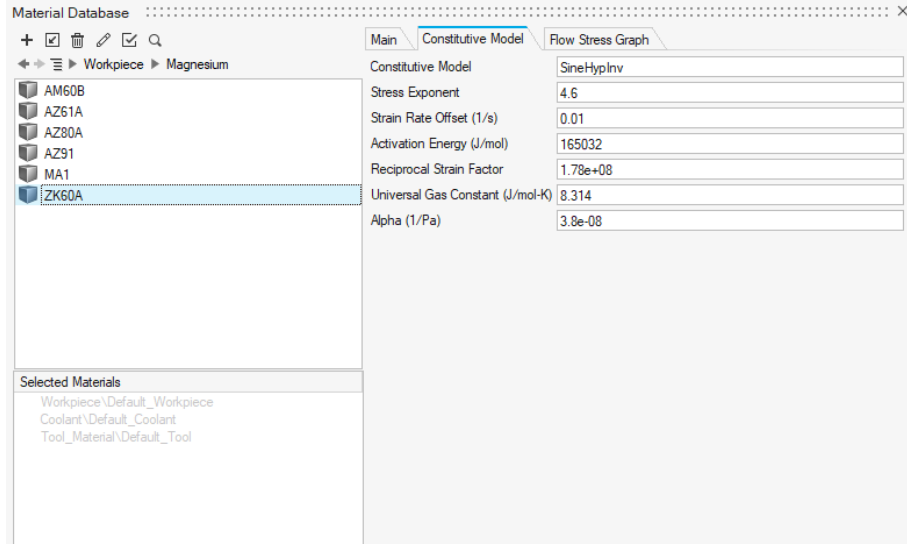 Material Database
Main Constitutive Model Flow Stress Graph
Workpiece Magnesium
AM60B
AZ61A
AZ80A
AZ91
MA1
ZK60A
Constitutive Model SineHypInv
Stress Exponent 4.6
Strain Rate Offset (1/s) 0.01
Activation Energy (J/mol) 165032
Reciprocal Strain Factor 1.78e+08
Universal Gas Constant (J/mol-K) 8.314
Alpha (1/Pa) 3.8e-08
Selected Materials
Workpiece\Default_Workpiece
Coolant\Default_Coolant
Tool_Material\Default_Tool